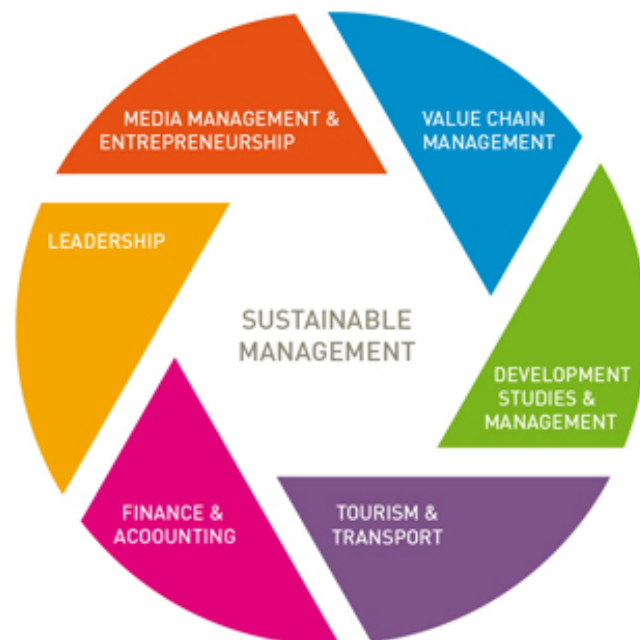 MEDIA MANAGEMENT &
ENTREPRENEURSHIP
VALUE CHAIN
MANAGEMENT
LEADERSHIP
SUSTAINABLE
MANAGEMENT
DEVELOPMENT
STUDIES &
MANAGEMENT
FINANCE &
ACOOUNTING
TOURISM &
TRANSPORT